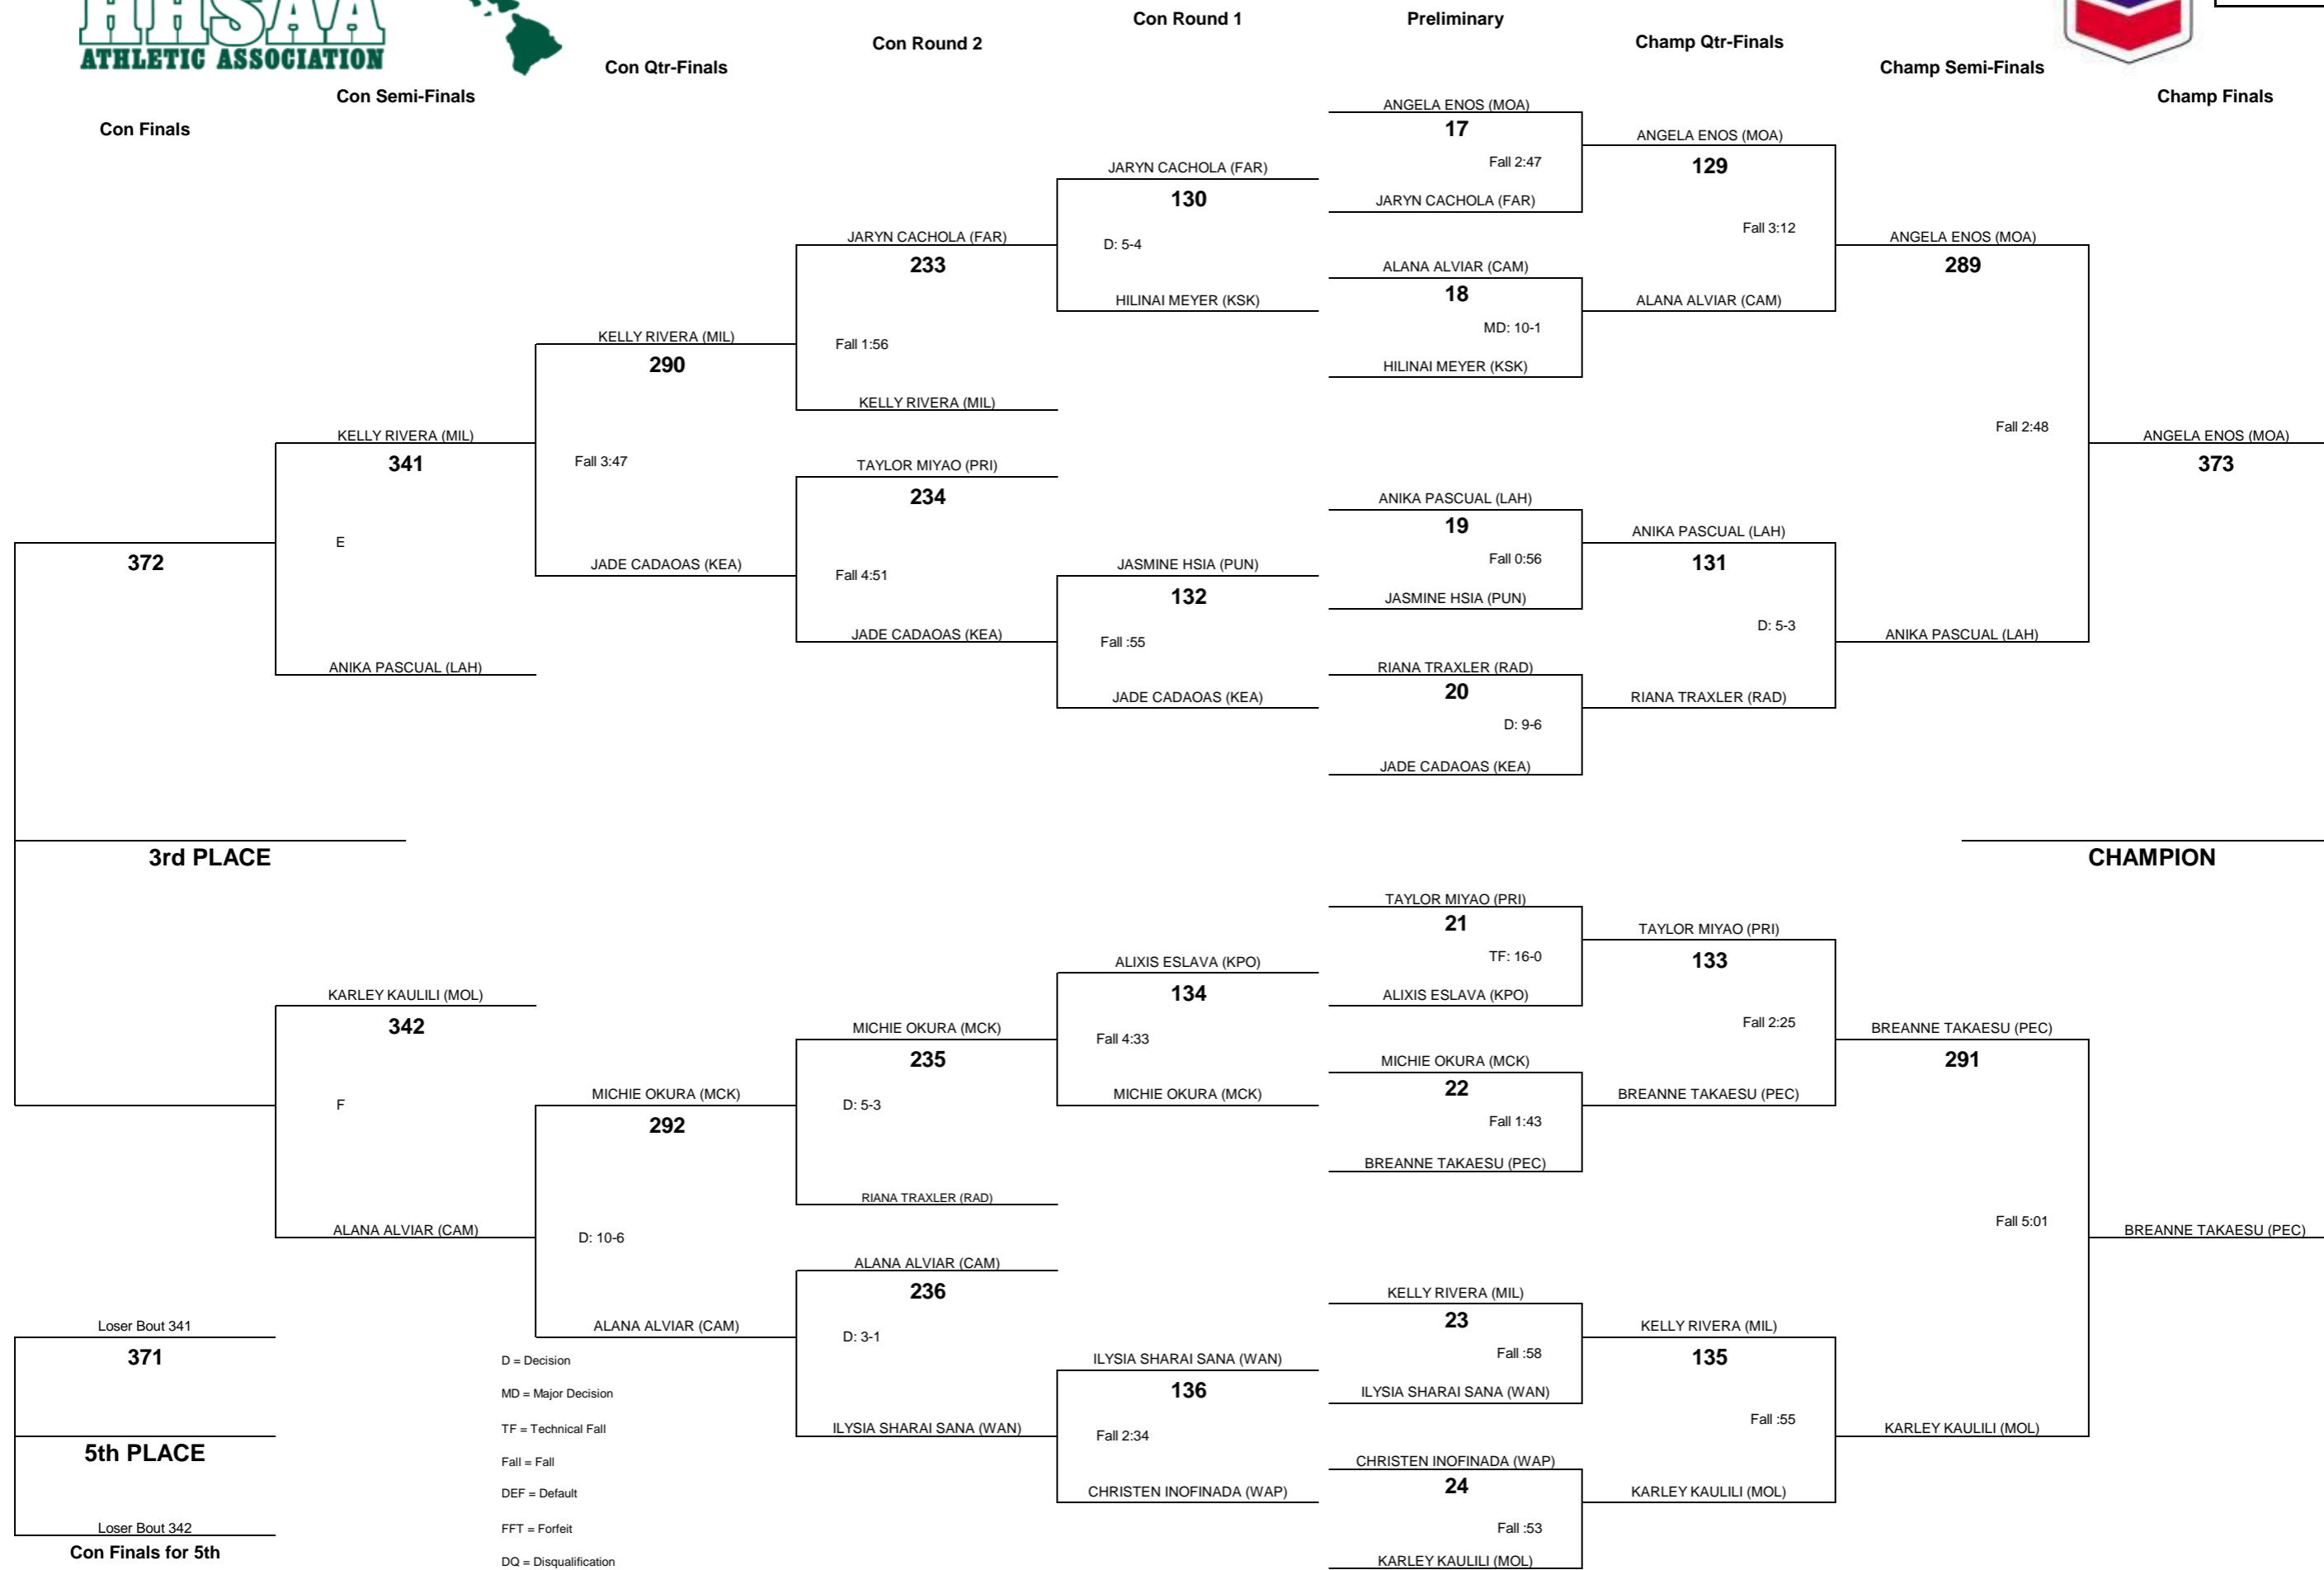 HHSAA
ATHLETIC ASSOCIATION
Con Round 1
Preliminary
Con Round 2
Champ Qtr-Finals
Con Qtr-Finals
Champ Semi-Finals
Con Semi-Finals
Champ Finals
Con Finals
ANGELA ENOS (MOA)
17
Fall 2:47
JARYN CACHOLA (FAR)
ALANA ALVIAR (CAM)
18
MD: 10-1
HILINAI MEYER (KSK)
ANIKA PASCUAL (LAH)
19
Fall 0:56
JASMINE HSIA (PUN)
RIANA TRAXLER (RAD)
20
D: 9-6
JADE CADAOAS (KEA)
TAYLOR MIYAO (PRI)
21
TF: 16-0
ALIXIS ESLAVA (KPO)
MICHIE OKURA (MCK)
22
Fall 1:43
BREANNE TAKAESU (PEC)
KELLY RIVERA (MIL)
23
Fall :58
ILYSIA SHARAI SANA (WAN)
CHRISTEN INOFINADA (WAP)
24
Fall :53
KARLEY KAULILI (MOL)
ANGELA ENOS (MOA)
129
Fall 3:12
ALANA ALVIAR (CAM)
ANIKA PASCUAL (LAH)
131
D: 5-3
RIANA TRAXLER (RAD)
TAYLOR MIYAO (PRI)
133
Fall 2:25
BREANNE TAKAESU (PEC)
KELLY RIVERA (MIL)
135
Fall :55
KARLEY KAULILI (MOL)
ANGELA ENOS (MOA)
289
Fall 2:48
ANIKA PASCUAL (LAH)
BREANNE TAKAESU (PEC)
291
Fall 5:01
KARLEY KAULILI (MOL)
ANGELA ENOS (MOA)
373
CHAMPION
BREANNE TAKAESU (PEC)
JARYN CACHOLA (FAR)
130
D: 5-4
HILINAI MEYER (KSK)
JASMINE HSIA (PUN)
132
Fall :55
JADE CADAOAS (KEA)
ALIXIS ESLAVA (KPO)
134
Fall 4:33
MICHIE OKURA (MCK)
ILYSIA SHARAI SANA (WAN)
136
Fall 2:34
CHRISTEN INOFINADA (WAP)
JARYN CACHOLA (FAR)
233
Fall 1:56
KELLY RIVERA (MIL)
TAYLOR MIYAO (PRI)
234
Fall 4:51
JADE CADAOAS (KEA)
MICHIE OKURA (MCK)
235
D: 5-3
RIANA TRAXLER (RAD)
ALANA ALVIAR (CAM)
236
D: 3-1
ILYSIA SHARAI SANA (WAN)
KELLY RIVERA (MIL)
290
Fall 3:47
JADE CADAOAS (KEA)
MICHIE OKURA (MCK)
292
D: 10-6
ALANA ALVIAR (CAM)
KELLY RIVERA (MIL)
341
E
ANIKA PASCUAL (LAH)
KARLEY KAULILI (MOL)
342
F
ALANA ALVIAR (CAM)
372
3rd PLACE
Loser Bout 341
371
5th PLACE
Loser Bout 342
Con Finals for 5th
D = Decision
MD = Major Decision
TF = Technical Fall
Fall = Fall
DEF = Default
FFT = Forfeit
DQ = Disqualification